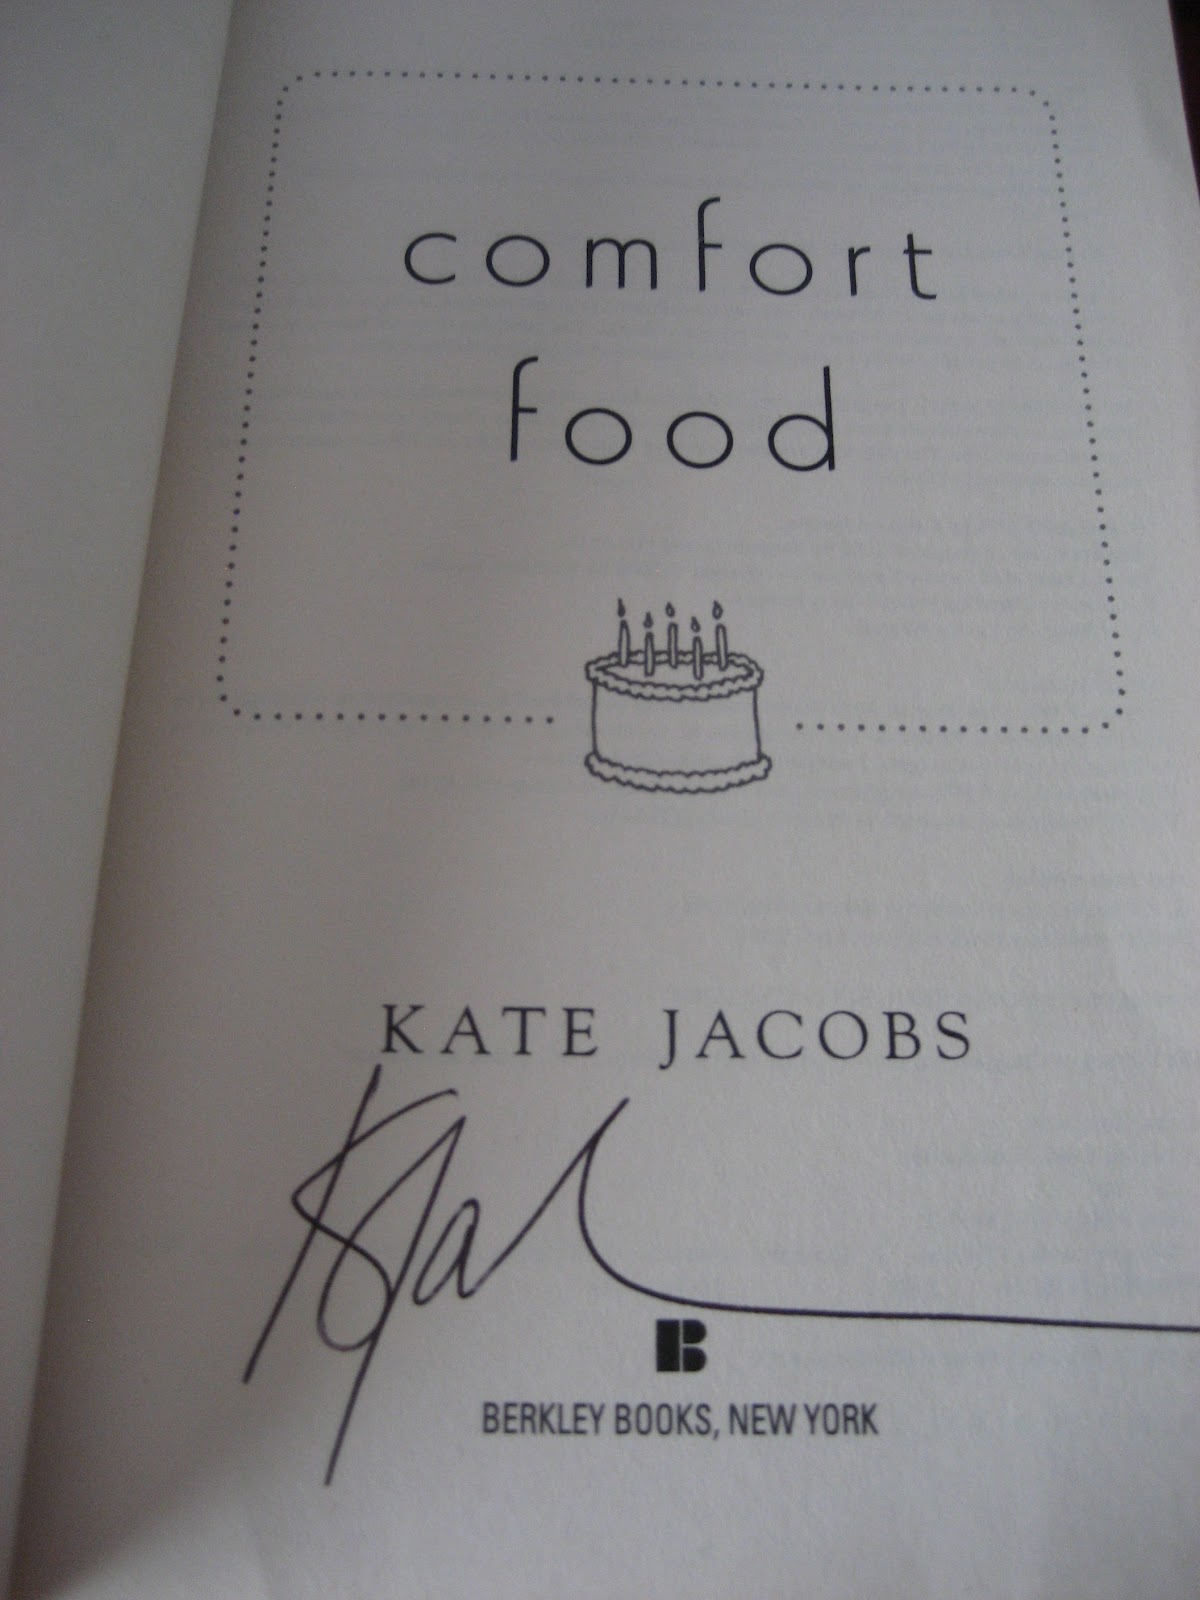 comfort
food
KATE JACOBS
B
BERKLEY BOOKS, NEW YORK